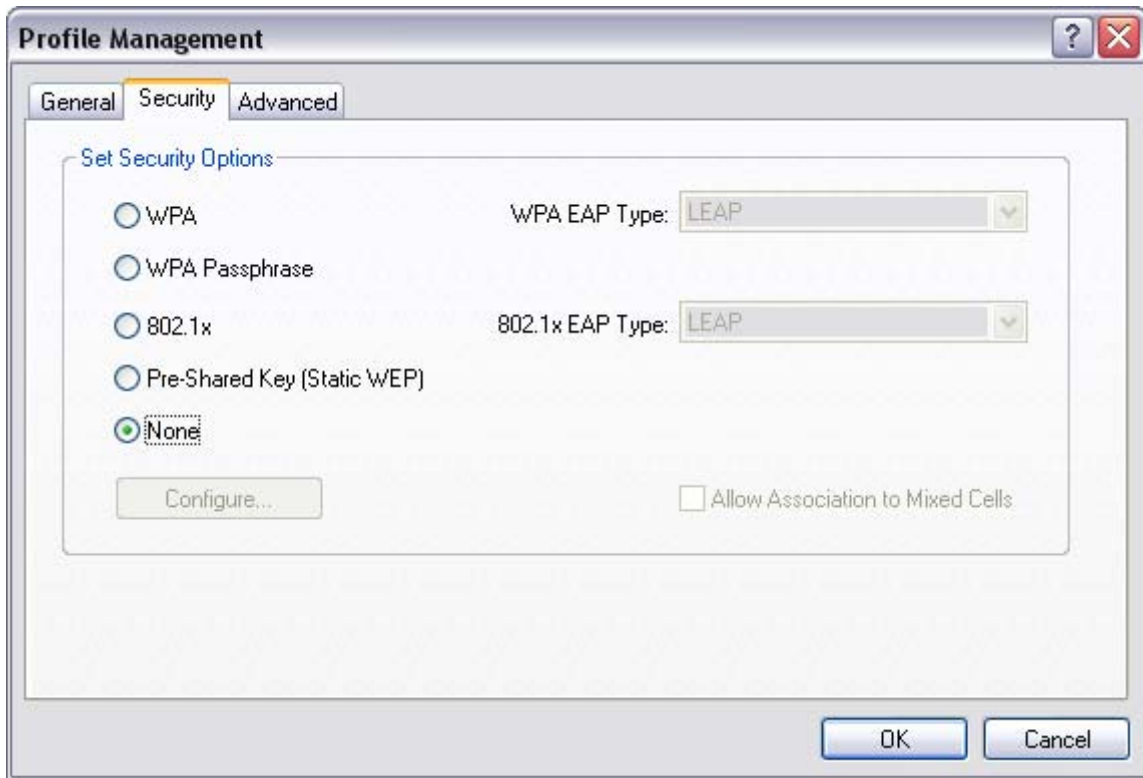 Profile Management
?
General Security Advanced
Set Security Options
WPA WPA EAP Type: LEAP
WPA Passphrase
802.1x 802.1x EAP Type: LEAP
Pre-Shared Key (Static WEP)
None
Configure... Allow Association to Mixed Cells
OK Cancel